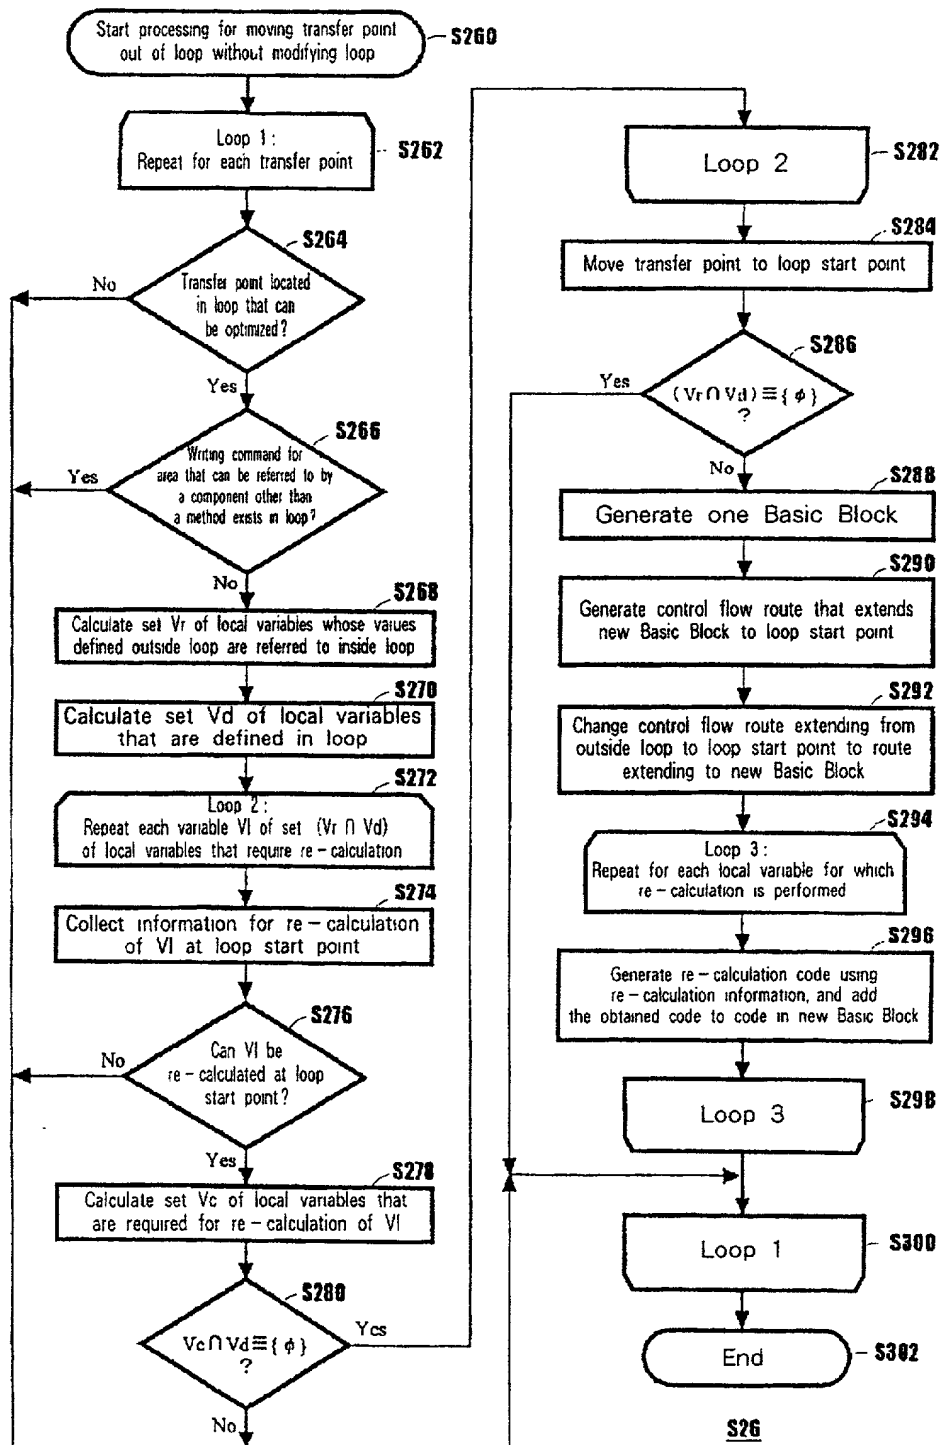 Start processing for moving transfer point
out of loop without modifying loop
S260
Loop 1 :
Repeat for each transfer point
S262
S264
No
Transfer point located
in loop that can
be optimized ?
Yes
S266
Yes
Writing command for
area that can be referred to by
a component other than
a method exists in loop?
No
S268
Calculate set Vr of local variables whose values
defined outside loop are referred to inside loop
S270
Calculate set Vd of local variables
that are defined in loop
S272
Loop 2 :
Repeat each variable Vl of set (Vr ∩ Vd)
of local variables that require re-calculation
S274
Collect information for re-calculation
of Vl at loop start point
S276
No
Can Vl be
re-calculated at loop
start point ?
Yes
S278
Calculate set Vc of local variables that
are required for re-calculation of Vl
S280
Yes
Vc ∩ Vd ≡ { ϕ }
?
No
Loop 2
S282
S284
Move transfer point to loop start point
S286
Yes
(Vr ∩ Vd) ≡ { ϕ }
?
No
S288
Generate one Basic Block
S290
Generate control flow route that extends
new Basic Block to loop start point
S292
Change control flow route extending from
outside loop to loop start point to route
extending to new Basic Block
S294
Loop 3 :
Repeat for each local variable for which
re-calculation is performed
S296
Generate re-calculation code using
re-calculation information, and add
the obtained code to code in new Basic Block
Loop 3
S298
Loop 1
S300
End
S302
S26